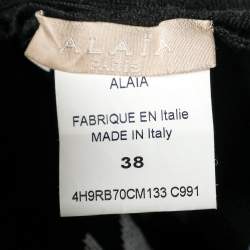 ALAÏA
PARIS
ALAIA
FABRIQUE EN Italie
MADE IN Italy
38
4H9RB70CM133 C991